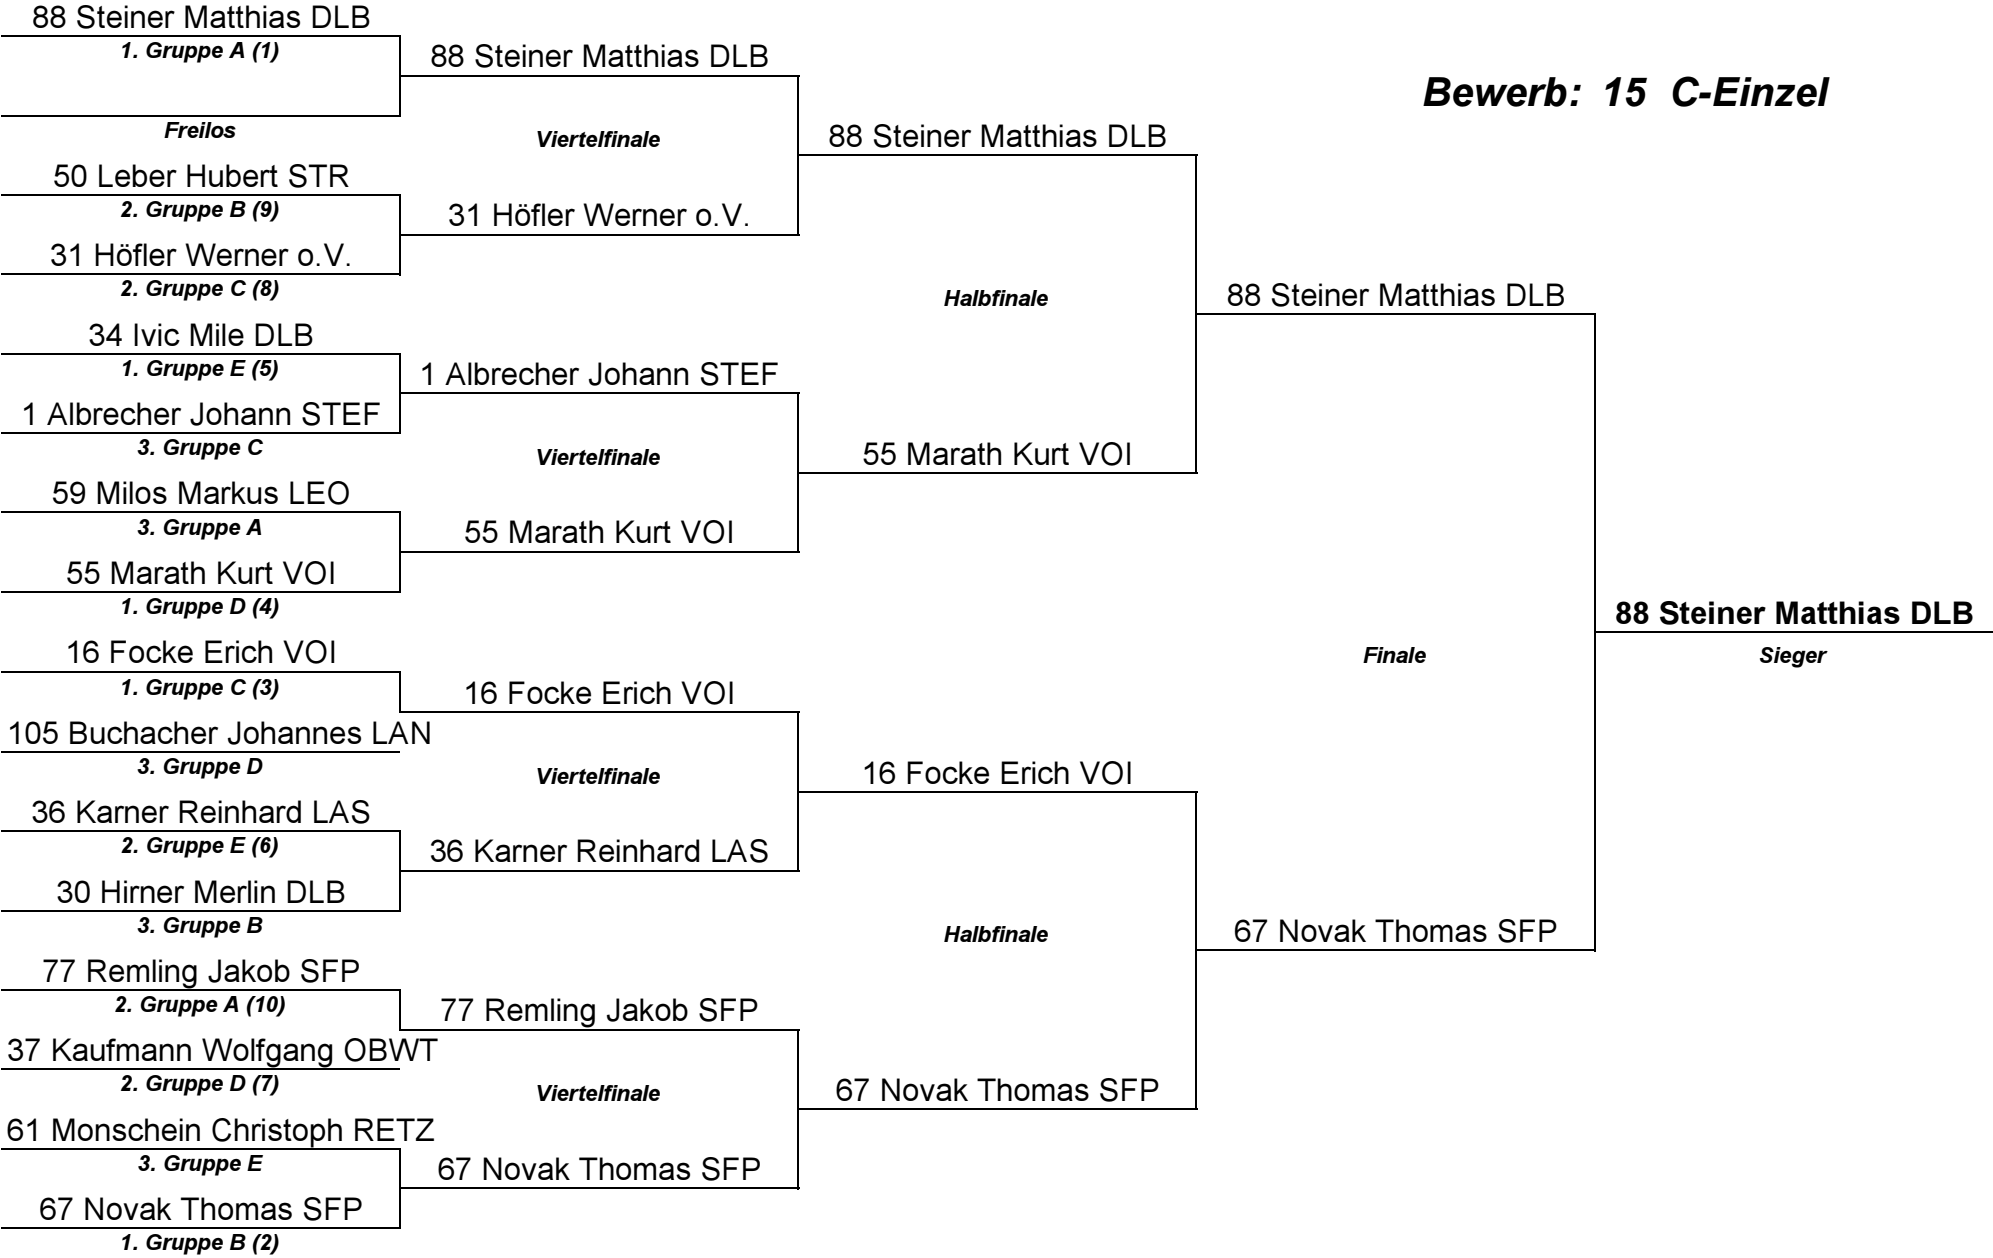 88 Steiner Matthias DLB
1. Gruppe A (1)
88 Steiner Matthias DLB
Bewerb: 15 C-Einzel
Freilos
Viertelfinale
88 Steiner Matthias DLB
50 Leber Hubert STR
2. Gruppe B (9)
31 Höfler Werner o.V.
31 Höfler Werner o.V.
2. Gruppe C (8)
Halbfinale
88 Steiner Matthias DLB
34 Ivic Mile DLB
1. Gruppe E (5)
1 Albrecher Johann STEF
1 Albrecher Johann STEF
3. Gruppe C
Viertelfinale
55 Marath Kurt VOI
59 Milos Markus LEO
3. Gruppe A
55 Marath Kurt VOI
55 Marath Kurt VOI
1. Gruppe D (4)
88 Steiner Matthias DLB
16 Focke Erich VOI
Finale
Sieger
1. Gruppe C (3)
16 Focke Erich VOI
105 Buchacher Johannes LAN
3. Gruppe D
Viertelfinale
16 Focke Erich VOI
36 Karner Reinhard LAS
2. Gruppe E (6)
36 Karner Reinhard LAS
30 Hirner Merlin DLB
3. Gruppe B
Halbfinale
67 Novak Thomas SFP
77 Remling Jakob SFP
2. Gruppe A (10)
77 Remling Jakob SFP
37 Kaufmann Wolfgang OBWT
2. Gruppe D (7)
Viertelfinale
67 Novak Thomas SFP
61 Monschein Christoph RETZ
3. Gruppe E
67 Novak Thomas SFP
67 Novak Thomas SFP
1. Gruppe B (2)